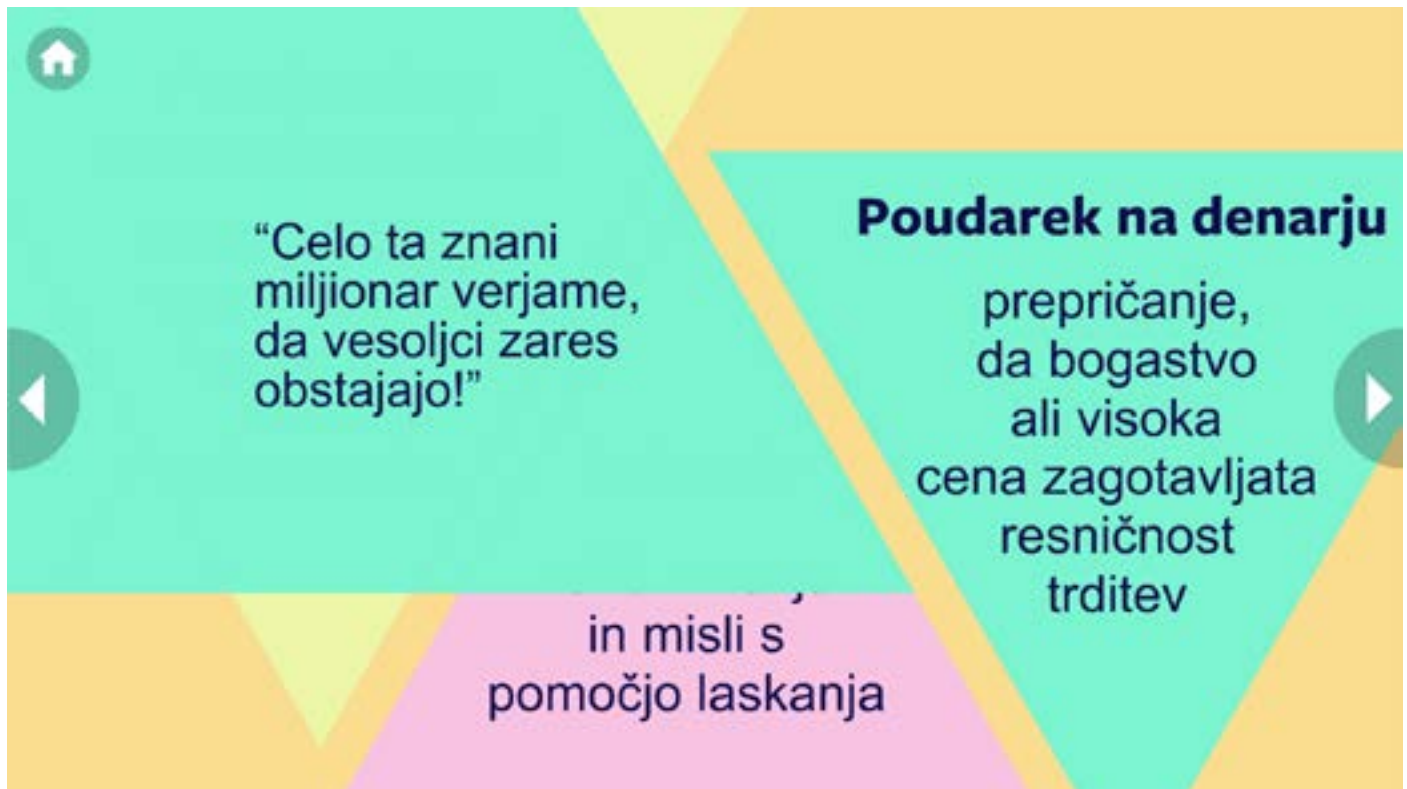 “Celo ta znani
miljionar verjame,
da vesoljci zares
obstajajo!”
Poudarek na denarju
prepričanje,
da bogastvo
ali visoka
cena zagotavljata
resničnost
trditev
in misli s
pomočjo laskanja